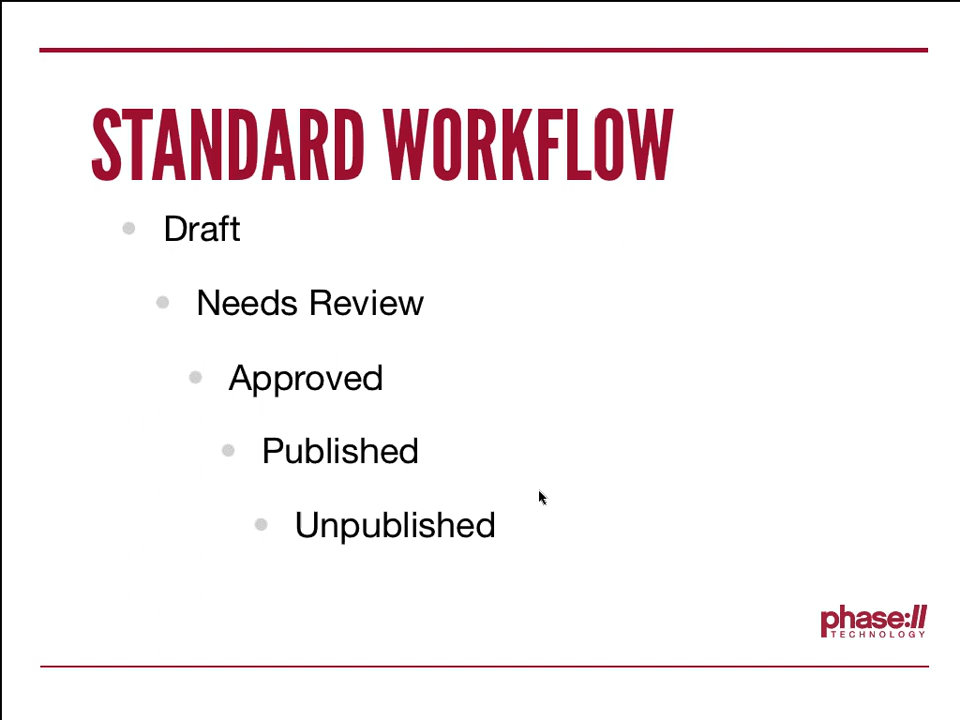 STANDARD WORKFLOW
Draft
Needs Review
Approved
Published
Unpublished
phase:II
TECHNOLOGY